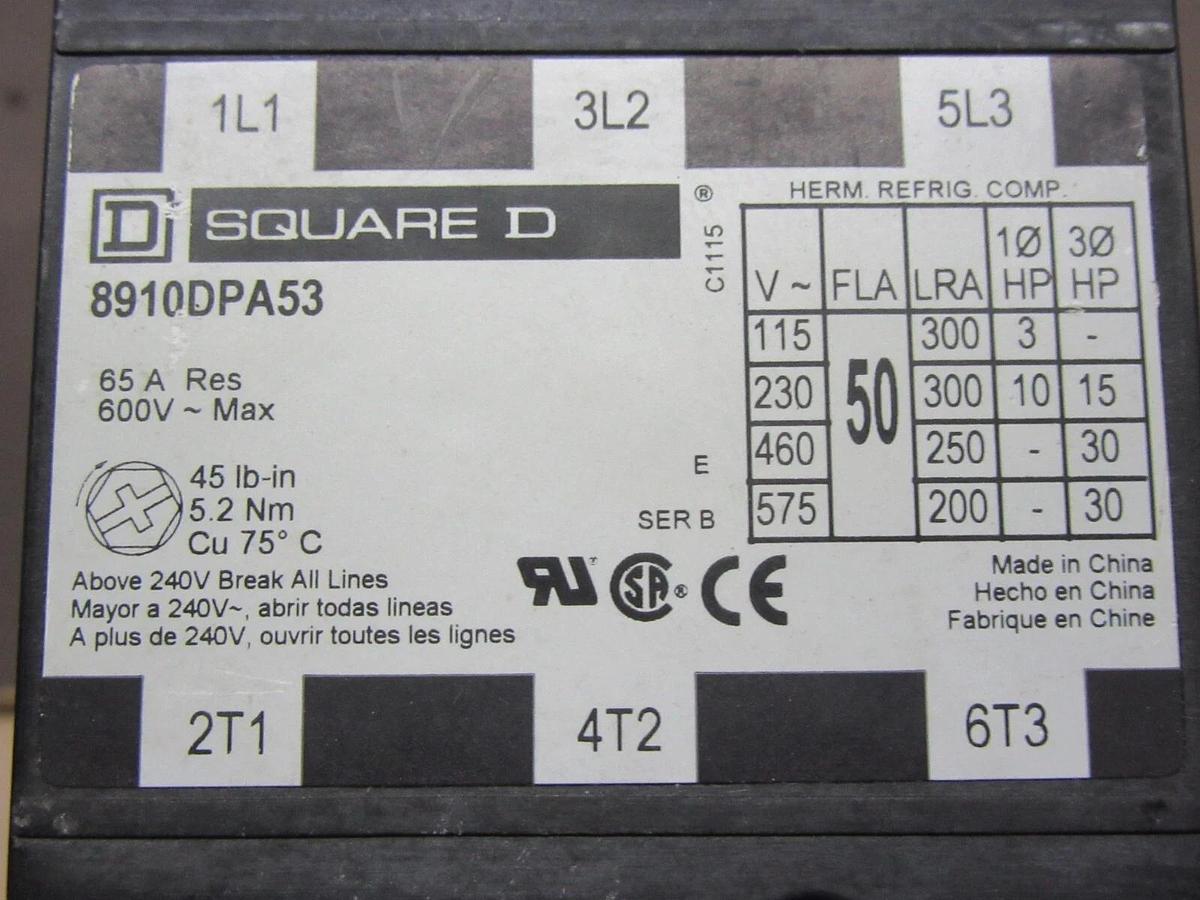 1L1 3L2 5L3
D SQUARE D ®
8910DPA53
65 A Res
600V ~ Max
45 lb-in
5.2 Nm
Cu 75° C
Above 240V Break All Lines
Mayor a 240V~, abrir todas lineas
A plus de 240V, ouvrir toutes les lignes
C1115
E
SER B
HERM. REFRIG. COMP.
V ~ FLA LRA 1Ø HP 3Ø HP
115 50 300 3 -
230 300 10 15
460 250 - 30
575 200 - 30
RU SA ® CE
Made in China
Hecho en China
Fabrique en Chine
2T1 4T2 6T3